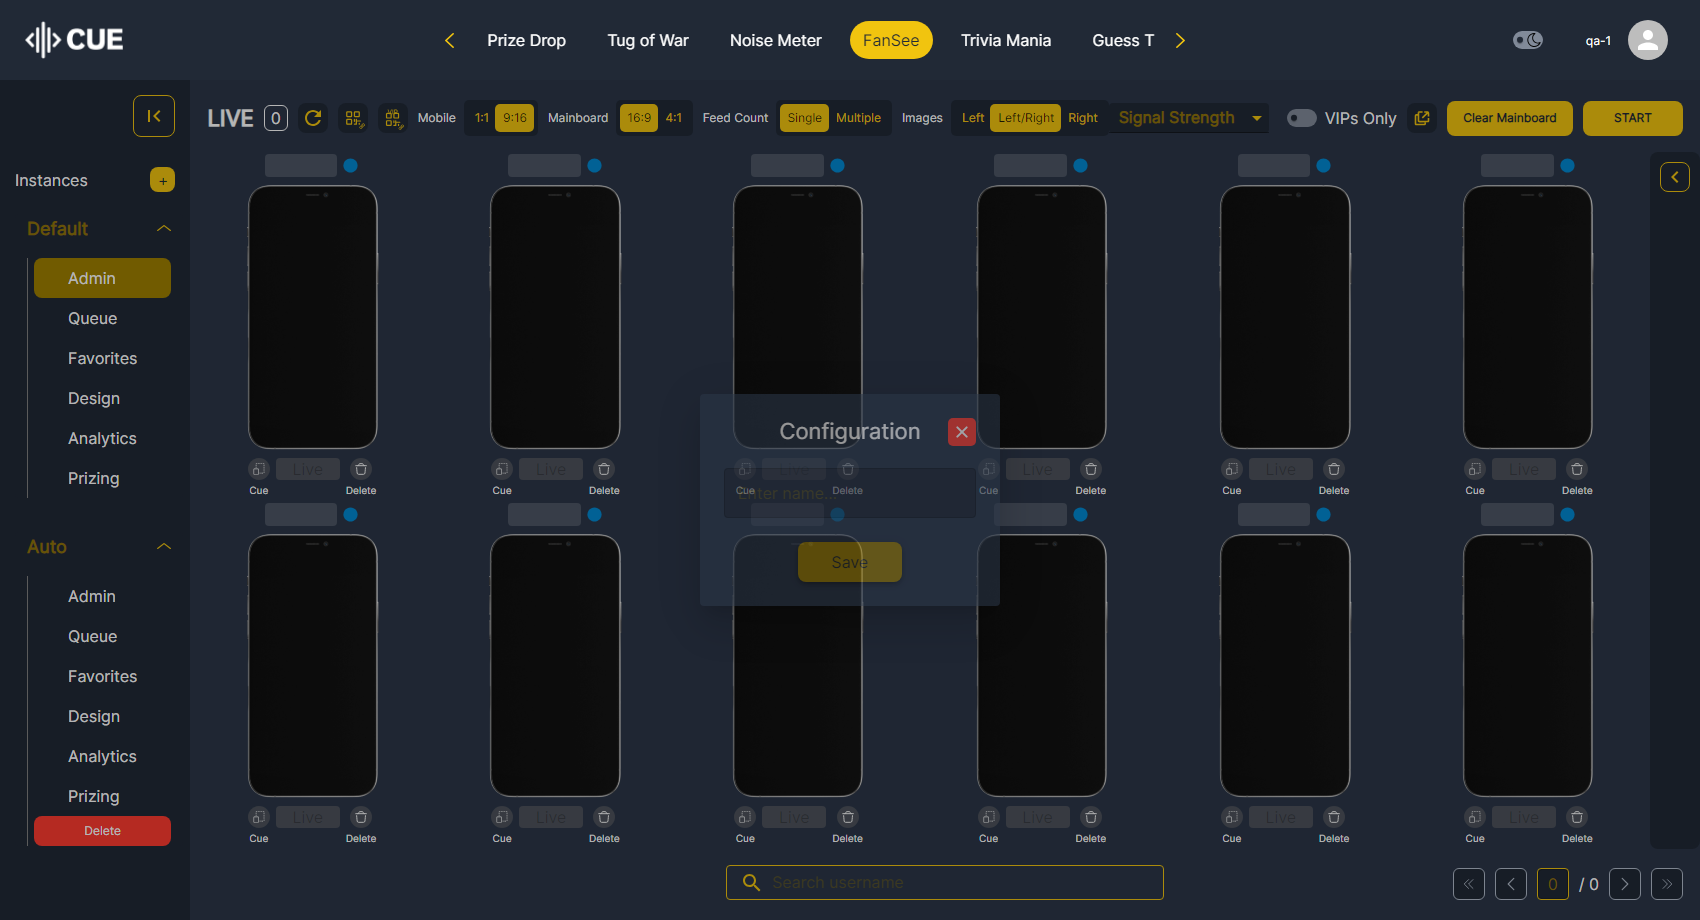 CUE
Prize Drop Tug of War Noise Meter FanSee Trivia Mania Guess T
qa-1
LIVE 0 Mobile 1:1 9:16 Mainboard 16:9 4:1 Feed Count Single Multiple Images Left Left/Right Right Signal Strength VIPs Only Clear Mainboard START
Instances +
Default
Admin
Queue
Favorites
Design
Analytics
Prizing
Auto
Admin
Queue
Favorites
Design
Analytics
Prizing
Delete
Configuration
Enter name...
Save
Live Live Live Live Live Live
Cue Delete Cue Delete Cue Delete Cue Delete Cue Delete Cue Delete
Live Live Live Live Live Live
Cue Delete Cue Delete Cue Delete Cue Delete Cue Delete Cue Delete
Search username
0 / 0